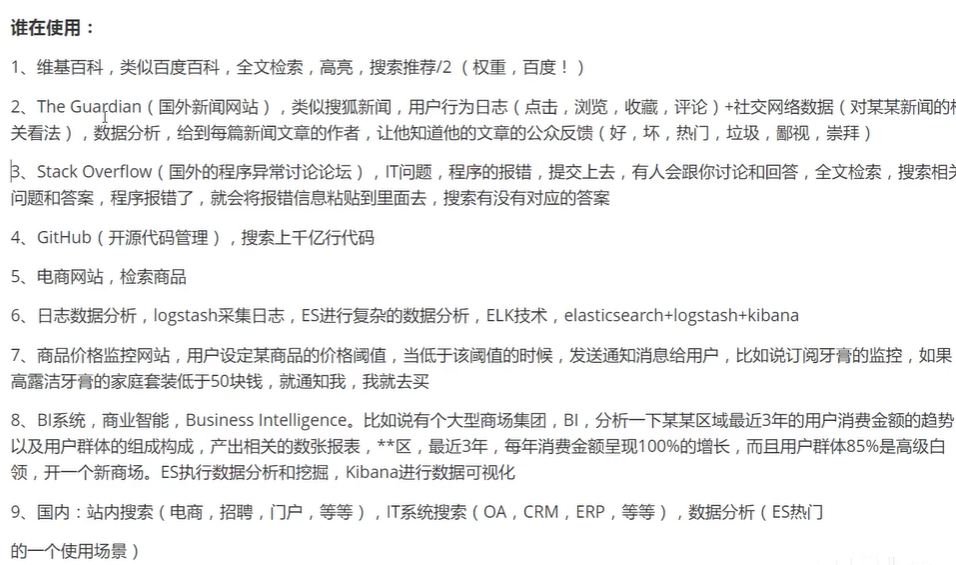 谁在使用：
1、维基百科，类似百度百科，全文检索，高亮，搜索推荐/2 （权重，百度！）
2、The Guardian（国外新闻网站），类似搜狐新闻，用户行为日志（点击，浏览，收藏，评论）+社交网络数据（对某某新闻的相
关看法），数据分析，给到每篇新闻文章的作者，让他知道他的文章的公众反馈（好，坏，热门，垃圾，鄙视，崇拜）
3、Stack Overflow（国外的程序异常讨论论坛），IT问题，程序的报错，提交上去，有人会跟你讨论和回答，全文检索，搜索相关
问题和答案，程序报错了，就会将报错信息粘贴到里面去，搜索有没有对应的答案
4、GitHub（开源代码管理），搜索上千亿行代码
5、电商网站，检索商品
6、日志数据分析，logstash采集日志，ES进行复杂的数据分析，ELK技术，elasticsearch+logstash+kibana
7、商品价格监控网站，用户设定某商品的价格阈值，当低于该阈值的时候，发送通知消息给用户，比如说订阅牙膏的监控，如果
高露洁牙膏的家庭套装低于50块钱，就通知我，我就去买
8、BI系统，商业智能，Business Intelligence。比如说有个大型商场集团，BI，分析一下某某区域最近3年的用户消费金额的趋势
以及用户群体的组成构成，产出相关的数张报表，**区，最近3年，每年消费金额呈现100%的增长，而且用户群体85%是高级白
领，开一个新商场。ES执行数据分析和挖掘，Kibana进行数据可视化
9、国内：站内搜索（电商，招聘，门户，等等），IT系统搜索（OA，CRM，ERP，等等），数据分析（ES热门
的一个使用场景）